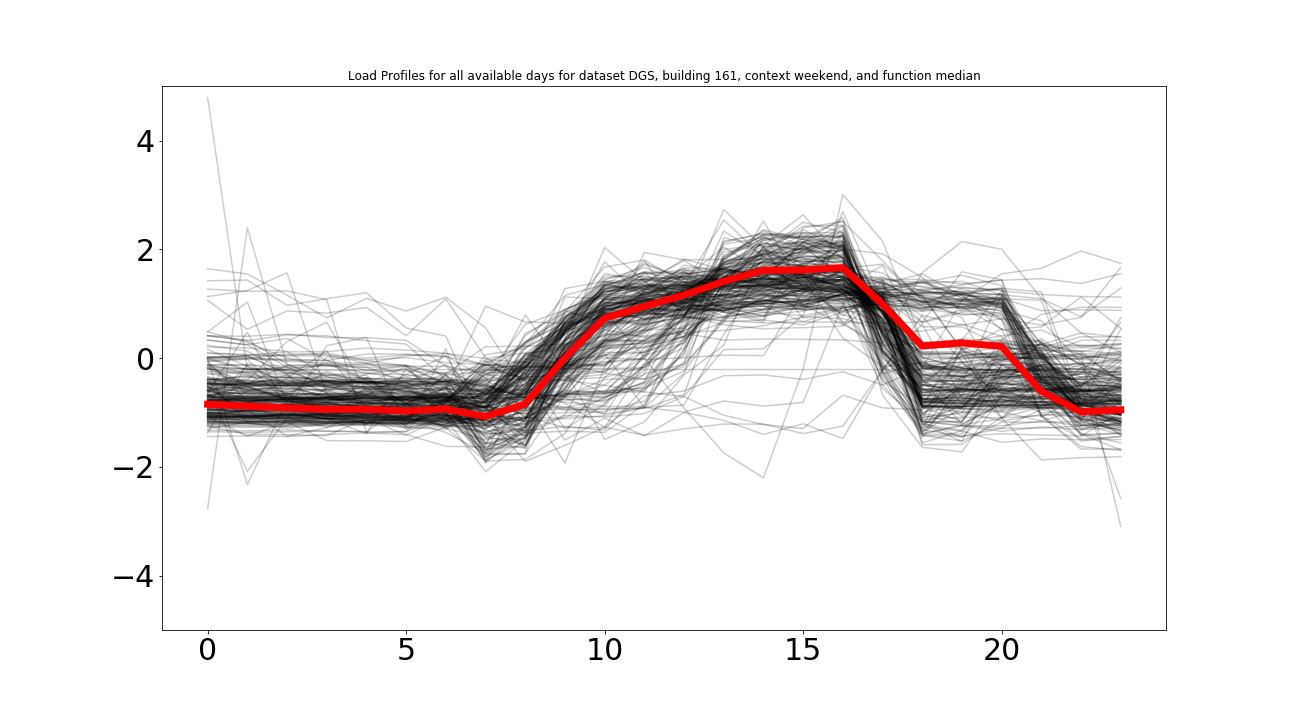 Load Profiles for all available days for dataset DGS, building 161, context weekend, and function median
4
2
0
−2
−4
0 5 10 15 20